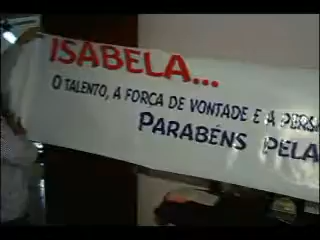 ISABELA...
O TALENTO, A FORÇA DE VONTADE E A
PARABÉNS PELA